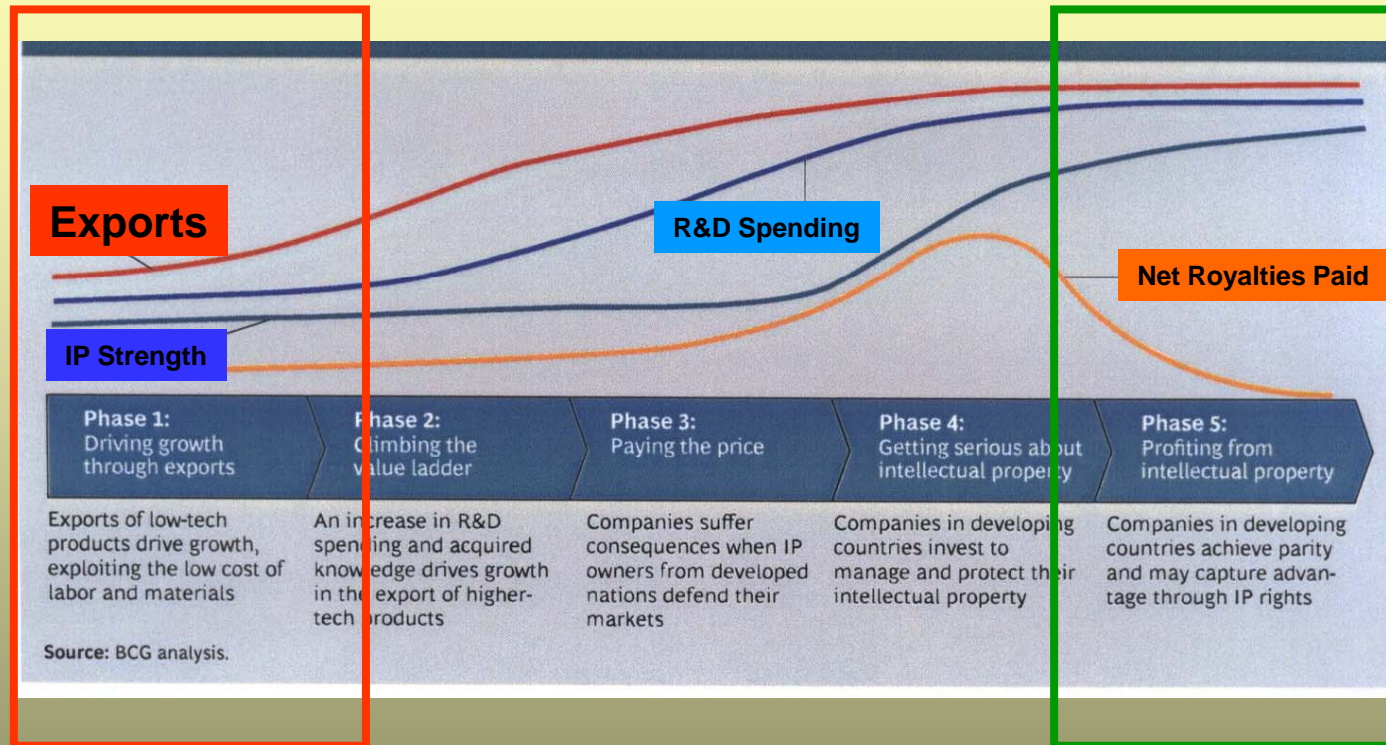 Exports
R&D Spending
Net Royalties Paid
IP Strength
Phase 1:
Driving growth
through exports
Phase 2:
Climbing the
value ladder
Phase 3:
Paying the price
Phase 4:
Getting serious about
intellectual property
Phase 5:
Profiting from
intellectual property
Exports of low-tech
products drive growth,
exploiting the low cost of
labor and materials
An increase in R&D
spending and acquired
knowledge drives growth
in the export of higher-
tech products
Companies suffer
consequences when IP
owners from developed
nations defend their
markets
Companies in developing
countries invest to
manage and protect their
intellectual property
Companies in developing
countries achieve parity
and may capture advan-
tage through IP rights
Source: BCG analysis.